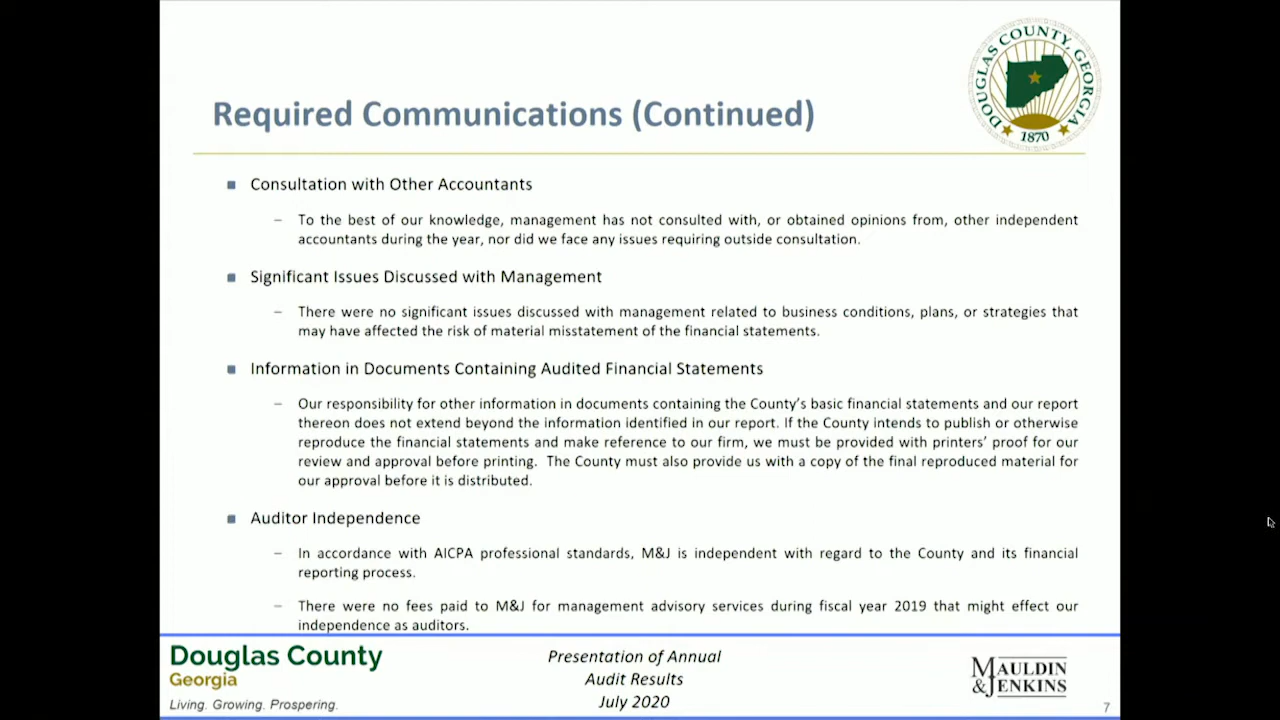 DOUGLAS COUNTY, GEORGIA
1870
Required Communications (Continued)
Consultation with Other Accountants
– To the best of our knowledge, management has not consulted with, or obtained opinions from, other independent
accountants during the year, nor did we face any issues requiring outside consultation.
Significant Issues Discussed with Management
– There were no significant issues discussed with management related to business conditions, plans, or strategies that
may have affected the risk of material misstatement of the financial statements.
Information in Documents Containing Audited Financial Statements
– Our responsibility for other information in documents containing the County's basic financial statements and our report
thereon does not extend beyond the information identified in our report. If the County intends to publish or otherwise
reproduce the financial statements and make reference to our firm, we must be provided with printers' proof for our
review and approval before printing. The County must also provide us with a copy of the final reproduced material for
our approval before it is distributed.
Auditor Independence
– In accordance with AICPA professional standards, M&J is independent with regard to the County and its financial
reporting process.
– There were no fees paid to M&J for management advisory services during fiscal year 2019 that might effect our
independence as auditors.
Douglas County
Georgia
Living. Growing. Prospering.
Presentation of Annual
Audit Results
July 2020
MAULDIN
& JENKINS
7